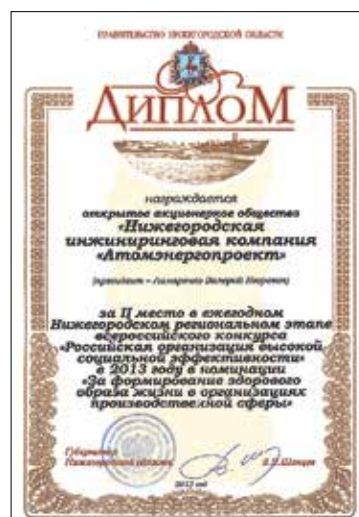 ПРАВИТЕЛЬСТВО НИЖЕГОРОДСКОЙ ОБЛАСТИ
ДИПЛОМ
награждается
открытое акционерное общество
«Нижегородская
инжиниринговая компания
«Атомэнергопроект»
(президент – Лимаренко Валерий Игоревич)
за II место в ежегодном
Нижегородском региональном этапе
всероссийского конкурса
«Российская организация высокой
социальной эффективности»
в 2013 году в номинации
«За формирование здорового
образа жизни в организациях
производственной сферы»
Губернатор
Нижегородской области
В.П.Шанцев
2013 год